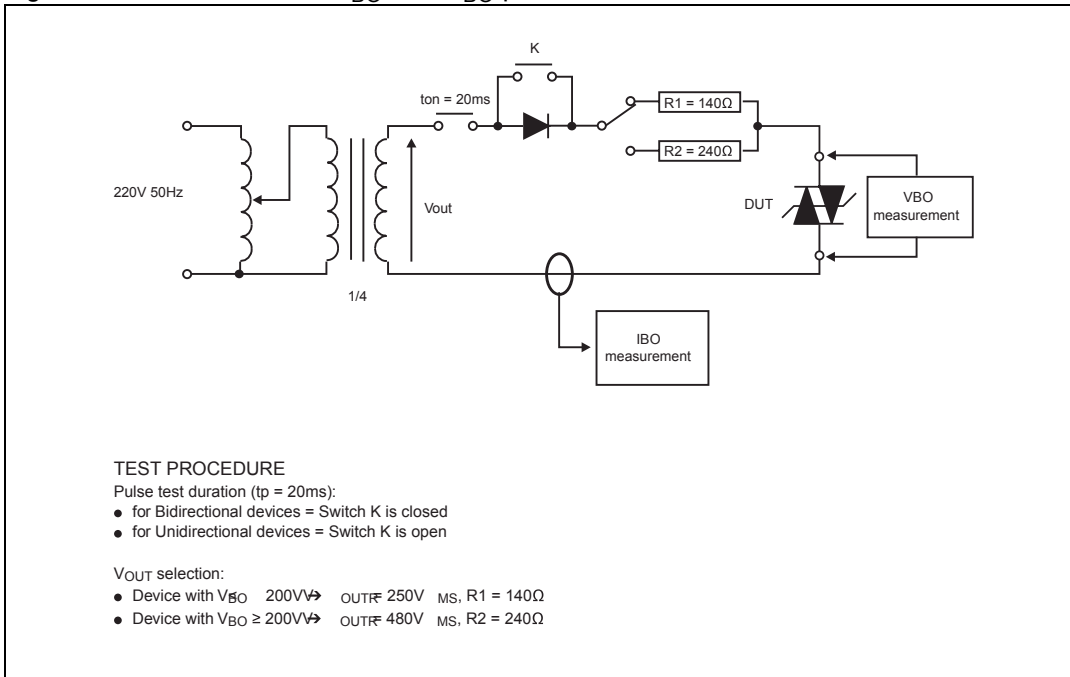 K
ton = 20ms
R1 = 140Ω
R2 = 240Ω
220V 50Hz
Vout
DUT
VBO
measurement
1/4
IBO
measurement
TEST PROCEDURE
Pulse test duration (tp = 20ms):
● for Bidirectional devices = Switch K is closed
● for Unidirectional devices = Switch K is open
VOUT selection:
● Device with VBO 200V OUT = 250V MS, R1 = 140Ω
● Device with VBO ≥ 200V OUT = 480V MS, R2 = 240Ω